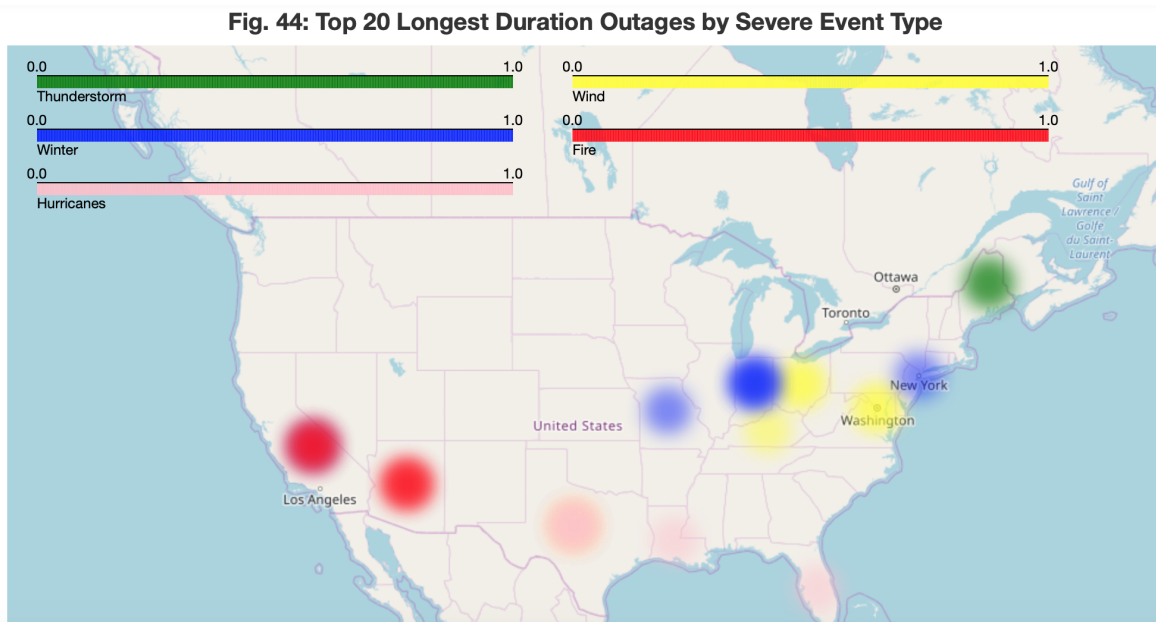 Fig. 44: Top 20 Longest Duration Outages by Severe Event Type
0.0 1.0
Thunderstorm
0.0 1.0
Wind
0.0 1.0
Winter
0.0 1.0
Fire
0.0 1.0
Hurricanes
Gulf of
Saint
Lawrence /
Golfe
du Saint-
Laurent
Ottawa
Toronto
New York
Washington
United States
Los Angeles